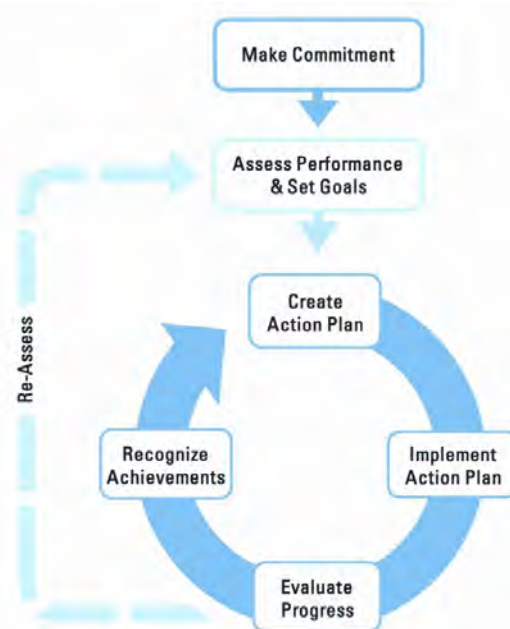 Make Commitment
Assess Performance
& Set Goals
Create
Action Plan
Implement
Action Plan
Evaluate
Progress
Recognize
Achievements
Re-Assess